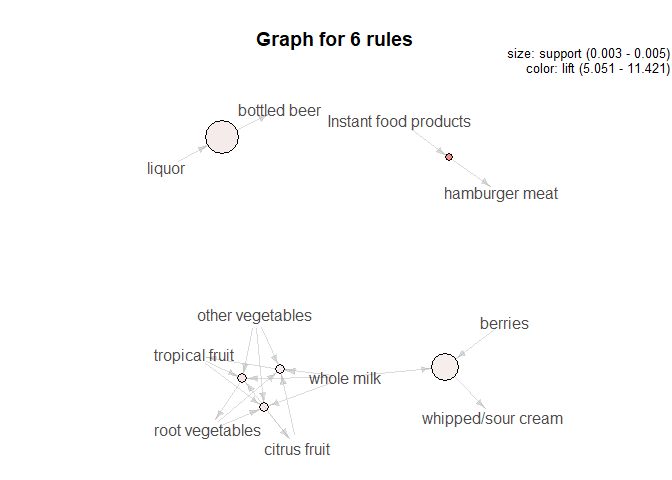 Graph for 6 rules
size: support (0.003 - 0.005)
color: lift (5.051 - 11.421)
bottled beer
Instant food products
liquor
hamburger meat
other vegetables
berries
tropical fruit
whole milk
whipped/sour cream
root vegetables
citrus fruit